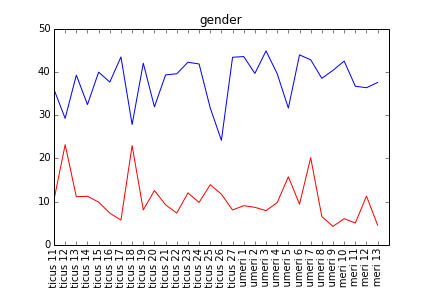 gender
50
40
30
20
10
0
ticus 11
ticus 12
ticus 13
ticus 14
ticus 15
ticus 16
ticus 17
ticus 18
ticus 19
ticus 20
ticus 21
ticus 22
ticus 23
ticus 24
ticus 25
ticus 26
ticus 27
umeri 1
umeri 2
umeri 3
umeri 4
umeri 5
umeri 6
umeri 7
umeri 8
umeri 9
meri 10
meri 11
meri 12
meri 13